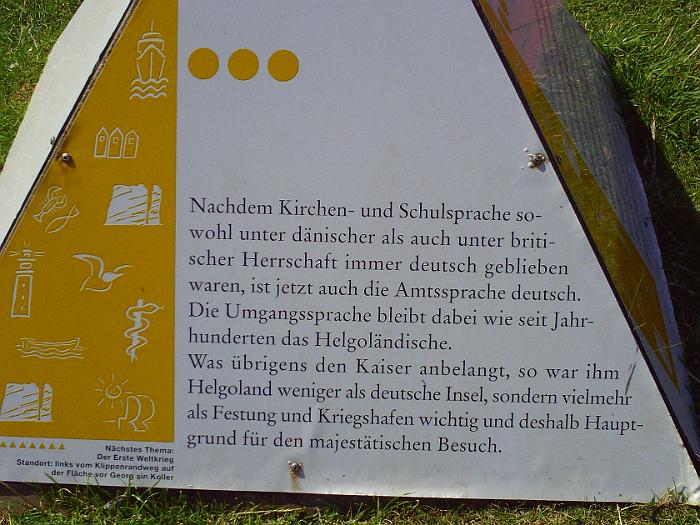 Nachdem Kirchen- und Schulsprache so-
wohl unter dänischer als auch unter briti-
scher Herrschaft immer deutsch geblieben
waren, ist jetzt auch die Amtssprache deutsch.
Die Umgangssprache bleibt dabei wie seit Jahr-
hunderten das Helgoländische.
Was übrigens den Kaiser anbelangt, so war ihm
Helgoland weniger als deutsche Insel, sondern vielmehr
als Festung und Kriegshafen wichtig und deshalb Haupt-
grund für den majestätischen Besuch.
Nächstes Thema:
Der Erste Weltkrieg
Standort: links vom Klippenrandweg auf
der Fläche vor Georg sin Koller